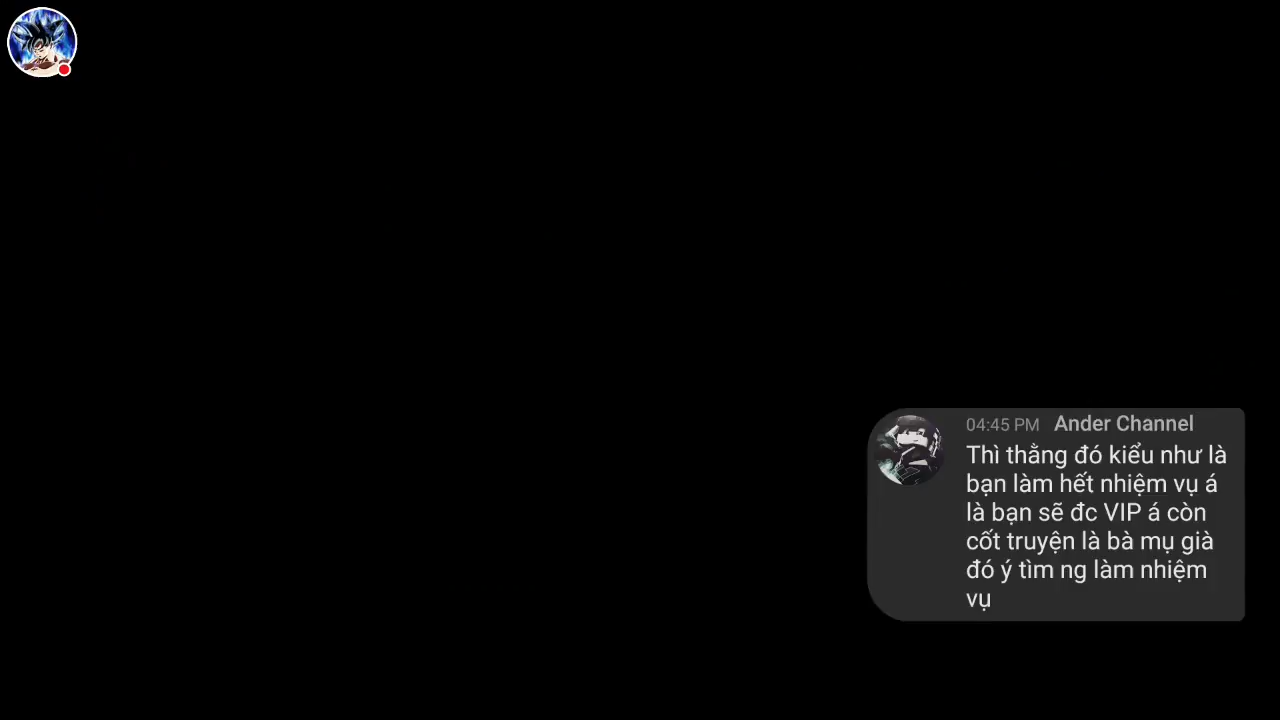 04:45 PM Ander Channel
Thì thằng đó kiểu như là
bạn làm hết nhiệm vụ á
là bạn sẽ đc VIP á còn
cốt truyện là bà mụ già
đó ý tìm ng làm nhiệm
vụ